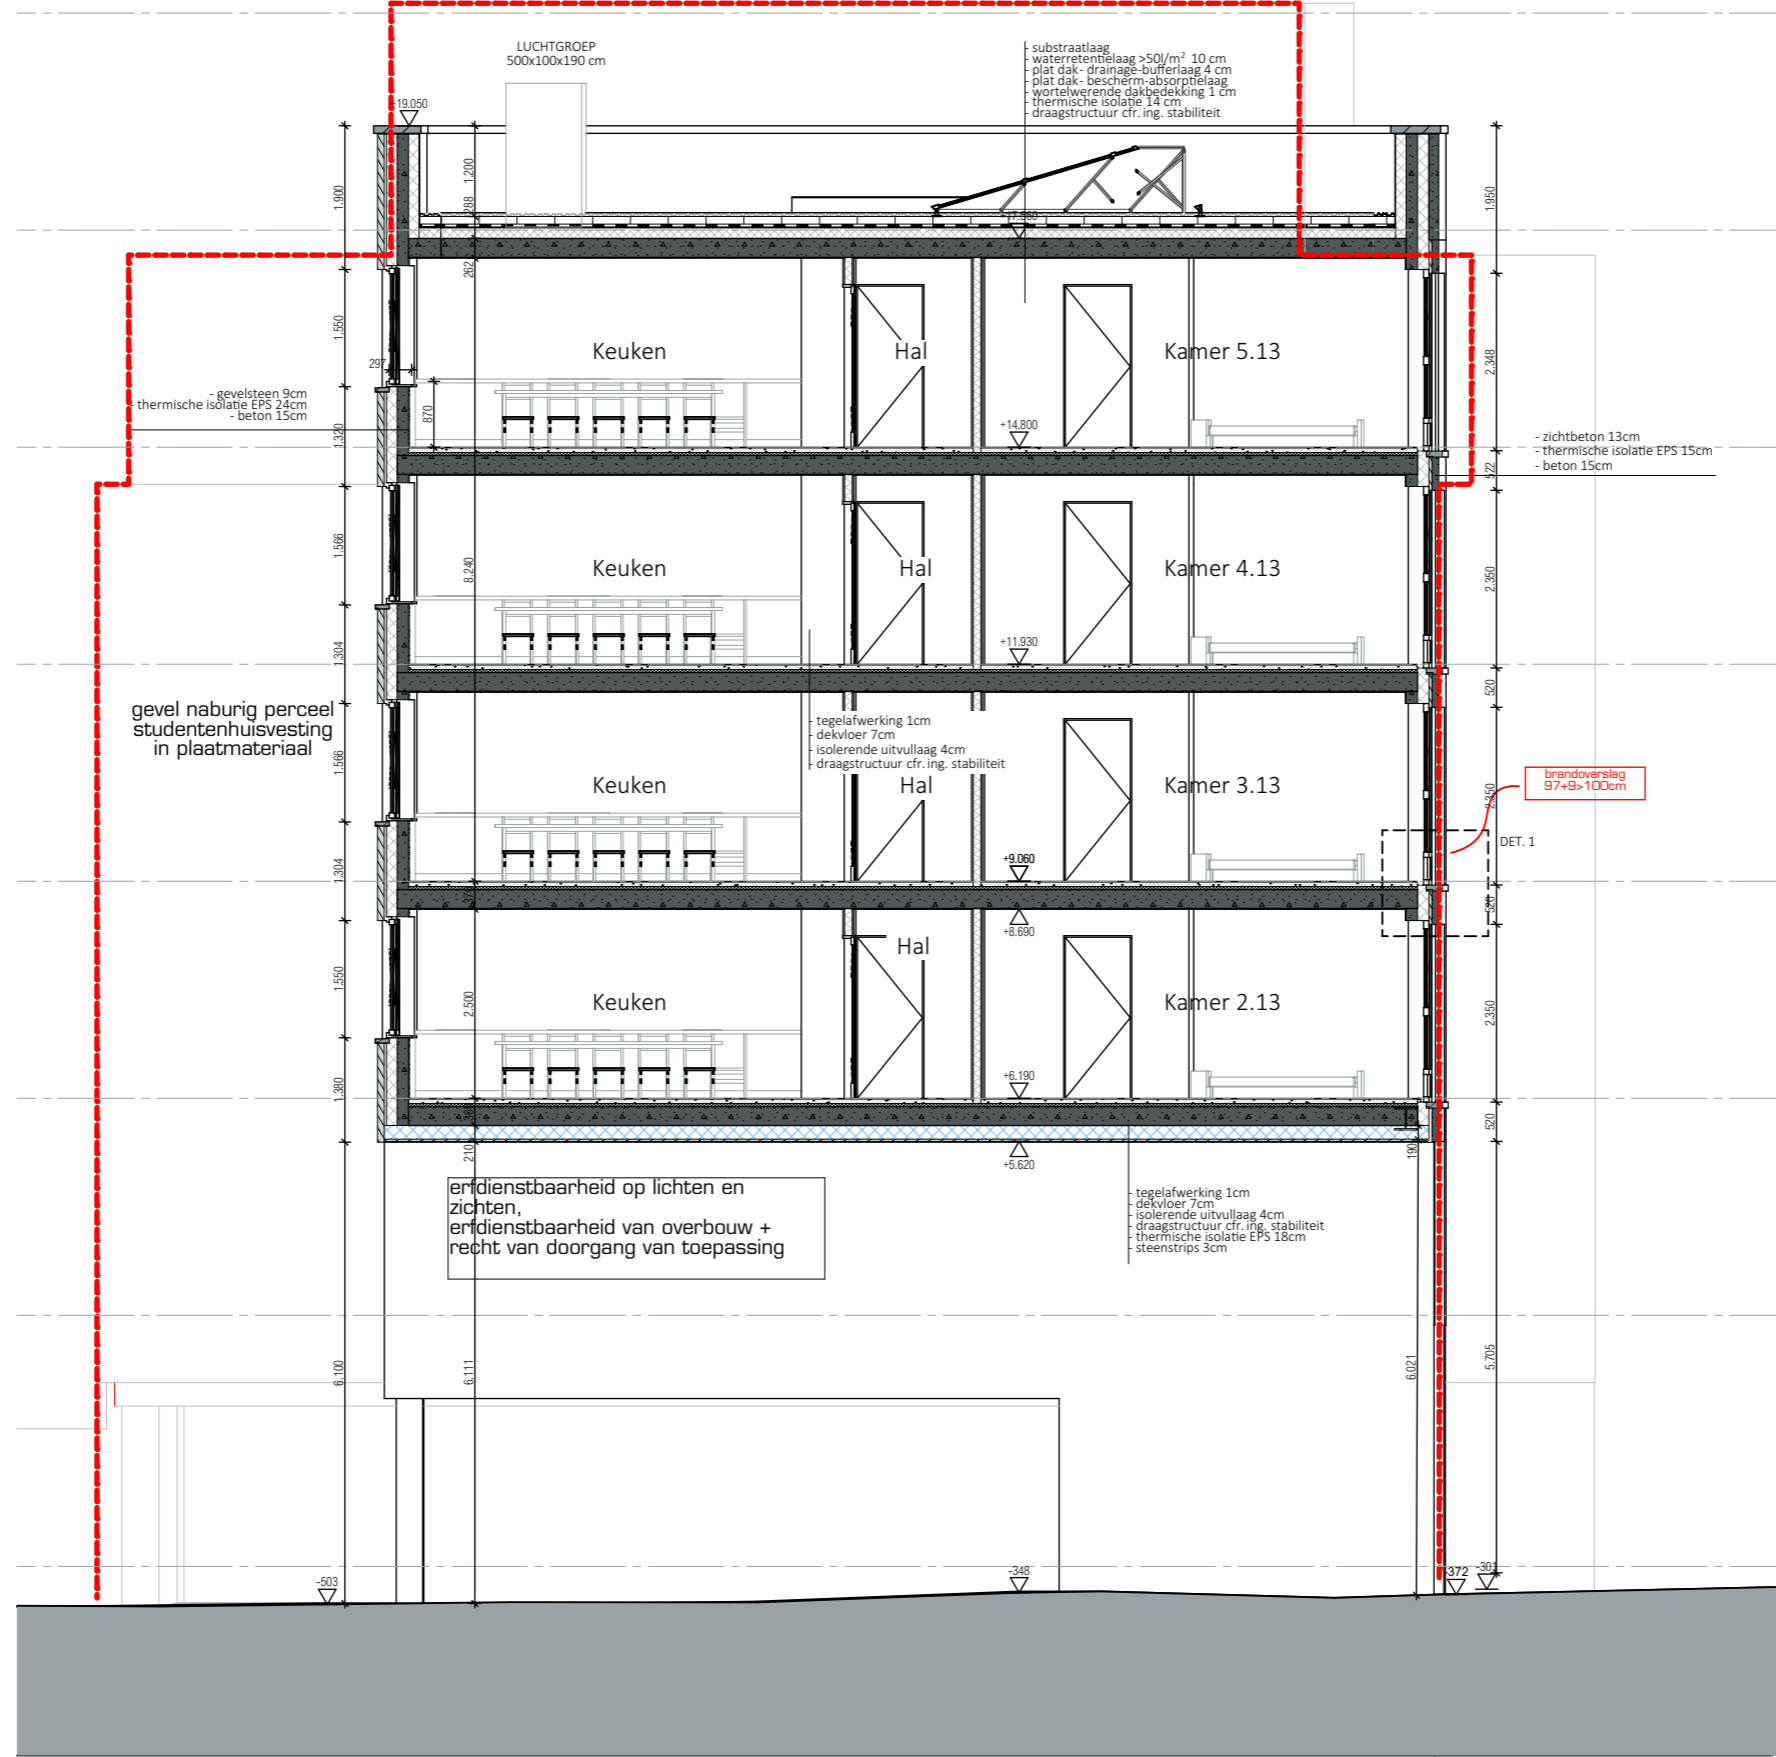 LUCHTGROEP
500x100x190 cm
- substraatlaag
- waterretentielaag >50l/m² 10 cm
- plat dak- drainage-bufferlaag 4 cm
- plat dak- bescherm-absorptielaag
- wortelwerende dakbedekking 1 cm
- thermische isolatie 14 cm
- draagstructuur cfr. ing. stabiliteit
+19.050
1.900
1.200
288
262
+17.560
1.950
Keuken
Hal
Kamer 5.13
1.550
297
870
2.348
- gevelsteen 9cm
- thermische isolatie EPS 24cm
- beton 15cm
1.320
+14.800
522
- zichtbeton 13cm
- thermische isolatie EPS 15cm
- beton 15cm
Keuken
Hal
Kamer 4.13
1.566
8.240
2.350
1.304
+11.930
520
gevel naburig perceel
studentenhuisvesting
in plaatmateriaal
- tegelafwerking 1cm
- dekvloer 7cm
- isolerende uitvullaag 4cm
- draagstructuur cfr. ing. stabiliteit
Keuken
Hal
Kamer 3.13
1.566
2.350
brandoverslag
97+9>100cm
DET. 1
1.304
370
+9.060
+8.690
520
Hal
Keuken
Kamer 2.13
1.550
2.500
2.350
1.380
+6.190
520
210
190
+5.620
erfdienstbaarheid op lichten en
zichten,
erfdienstbaarheid van overbouw +
recht van doorgang van toepassing
- tegelafwerking 1cm
- dekvloer 7cm
- isolerende uitvullaag 4cm
- draagstructuur cfr. ing. stabiliteit
- thermische isolatie EPS 18cm
- steenstrips 3cm
6.100
6.111
6.021
5.705
-503
-348
-372
-301